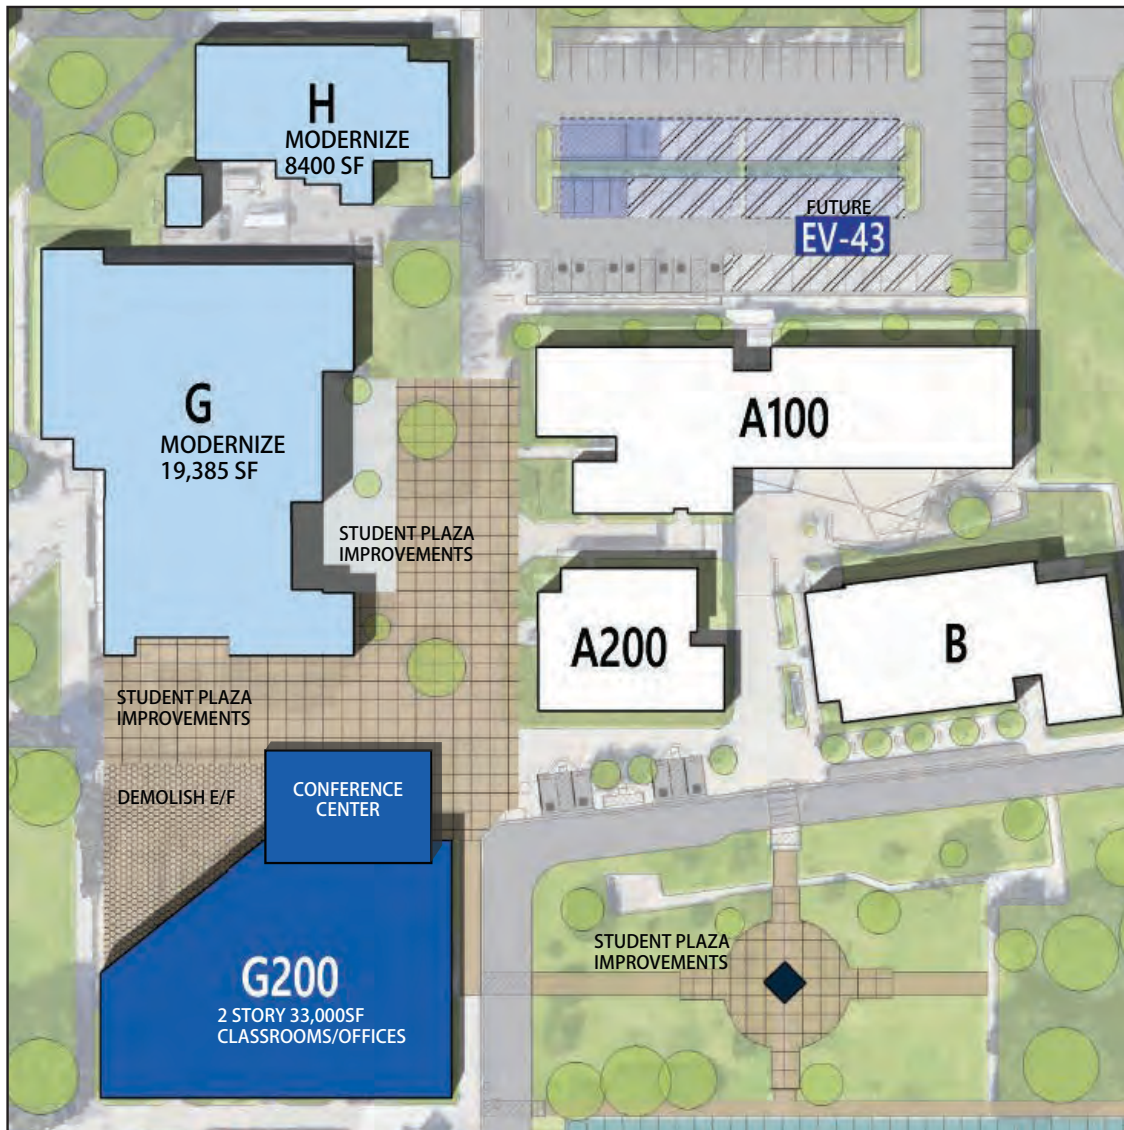 H
MODERNIZE
8400 SF
FUTURE
EV-43
G
MODERNIZE
19,385 SF
A100
STUDENT PLAZA
IMPROVEMENTS
A200
B
STUDENT PLAZA
IMPROVEMENTS
DEMOLISH E/F
CONFERENCE
CENTER
STUDENT PLAZA
IMPROVEMENTS
G200
2 STORY 33,000SF
CLASSROOMS/OFFICES